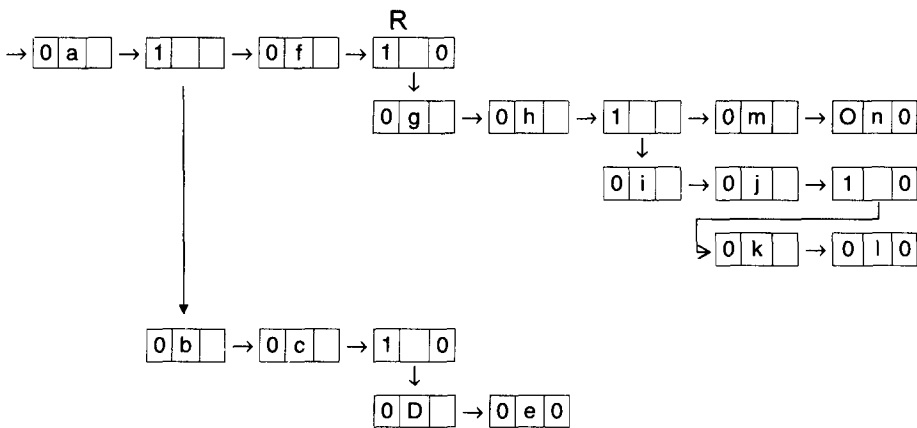 R
→ 0 a → 1 → 0 f → 1 0
0 g → 0 h → 1 → 0 m → O n 0
0 i → 0 j → 1 0
0 k → 0 l 0
0 b → 0 c → 1 0
0 D → 0 e 0